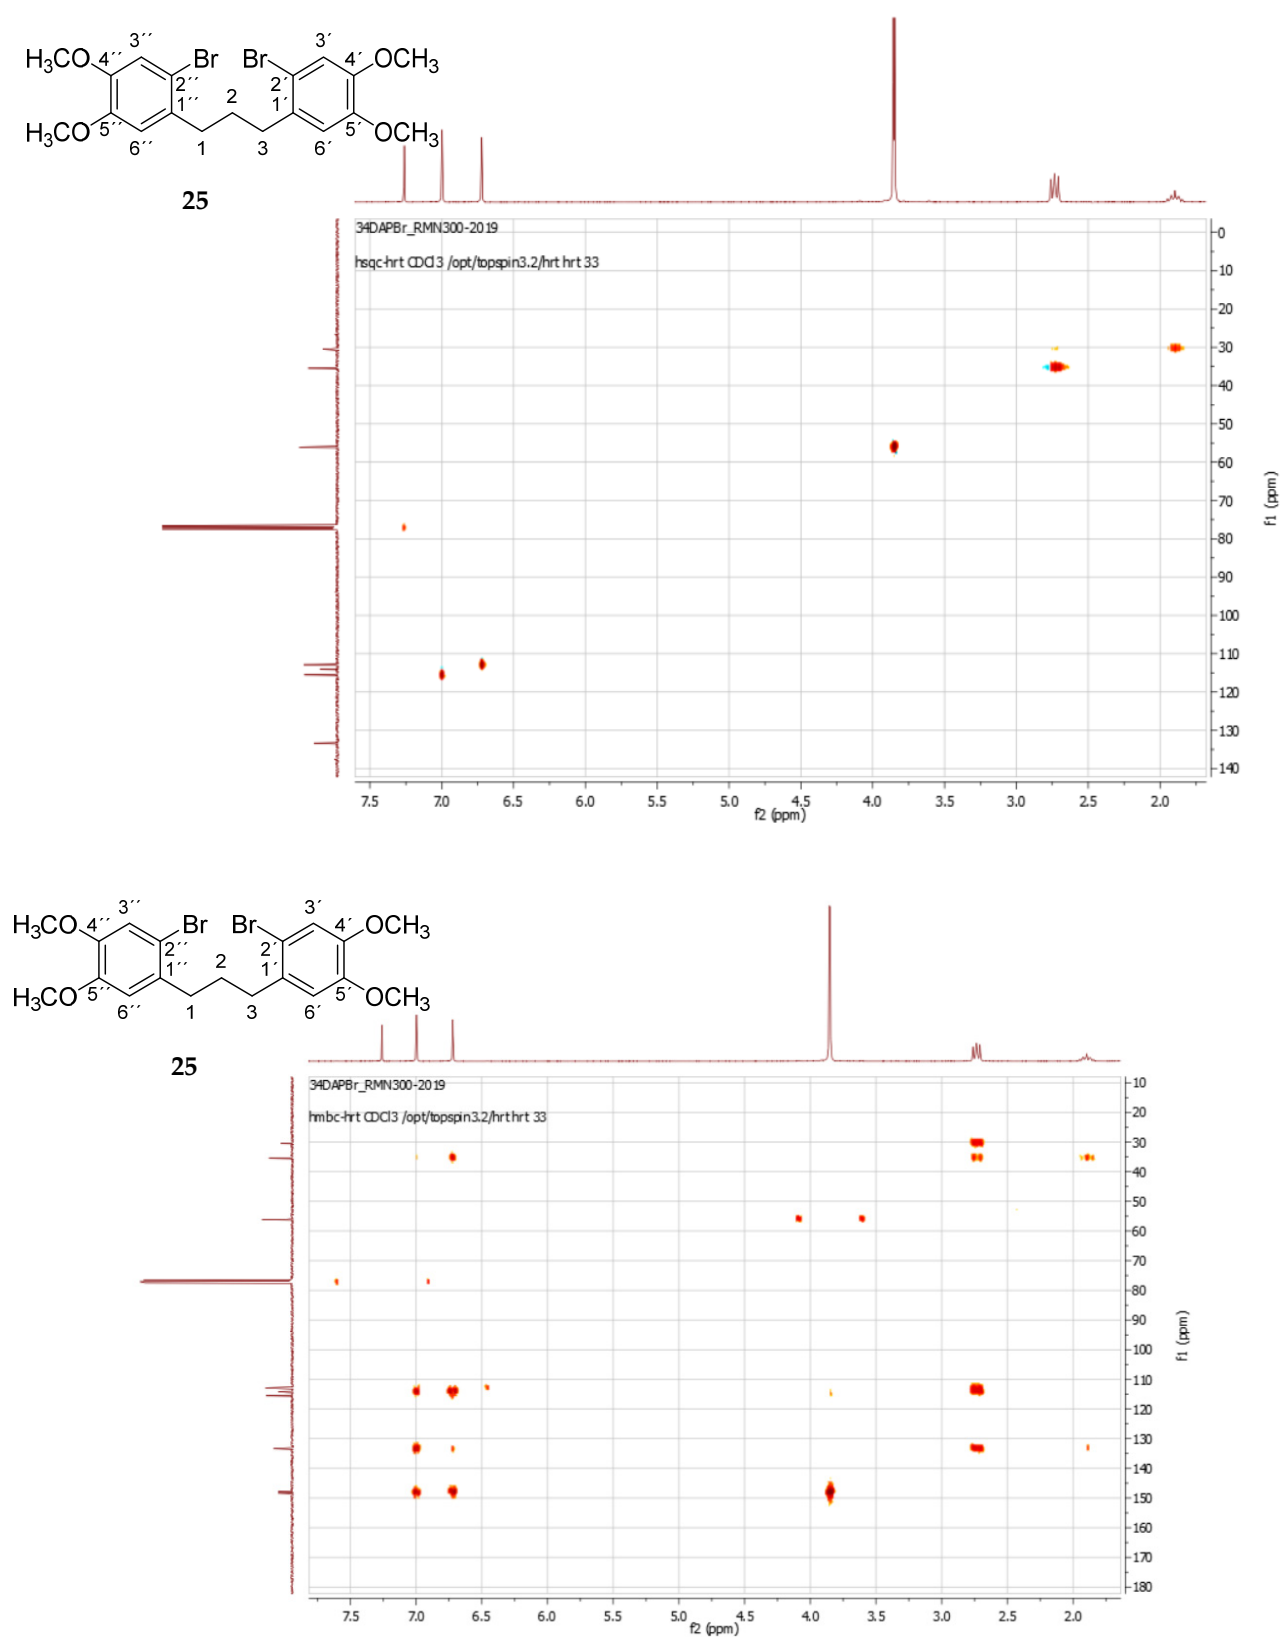 3´´ Br Br 3´
H₃CO 4´´ 4´ OCH₃
2´´ 2 2´
1´´ 1´
H₃CO 5´´ 5´ OCH₃
6´´ 1 3 6´
25
34DAPBr_RMN300-2019
hsqc-hrt CDCl3 /opt/topspin3.2/hrt hrt 33
0
10
20
30
40
50
60
70
80
90
100
110
120
130
140
f1 (ppm)
7.5 7.0 6.5 6.0 5.5 5.0 4.5 4.0 3.5 3.0 2.5 2.0
f2 (ppm)
3´´ Br Br 3´
H₃CO 4´´ 4´ OCH₃
2´´ 2 2´
1´´ 1´
H₃CO 5´´ 5´ OCH₃
6´´ 1 3 6´
25
34DAPBr_RMN300-2019
hmbc-hrt CDCl3 /opt/topspin3.2/hrt hrt 33
10
20
30
40
50
60
70
80
90
100
110
120
130
140
150
160
170
180
f1 (ppm)
7.5 7.0 6.5 6.0 5.5 5.0 4.5 4.0 3.5 3.0 2.5 2.0
f2 (ppm)